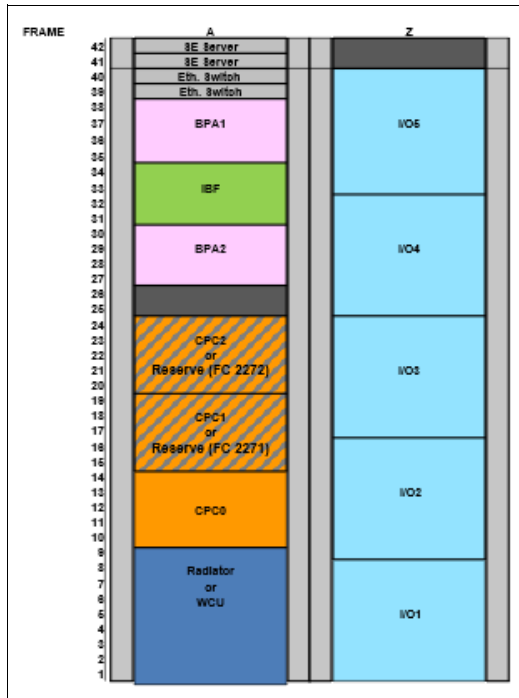 FRAME
A
Z
42
SE Server
41
SE Server
40
Eth. Switch
39
Eth. Switch
38
37
BPA1
I/O5
36
35
34
33
IBF
32
31
30
29
BPA2
I/O4
28
27
26
25
24
23
CPC2
22
or
21
Reserve (FC 2272)
I/O3
20
19
18
CPC1
17
or
16
Reserve (FC 2271)
15
14
13
I/O2
12
CPC0
11
10
9
8
Radiator
7
or
6
WCU
5
I/O1
4
3
2
1